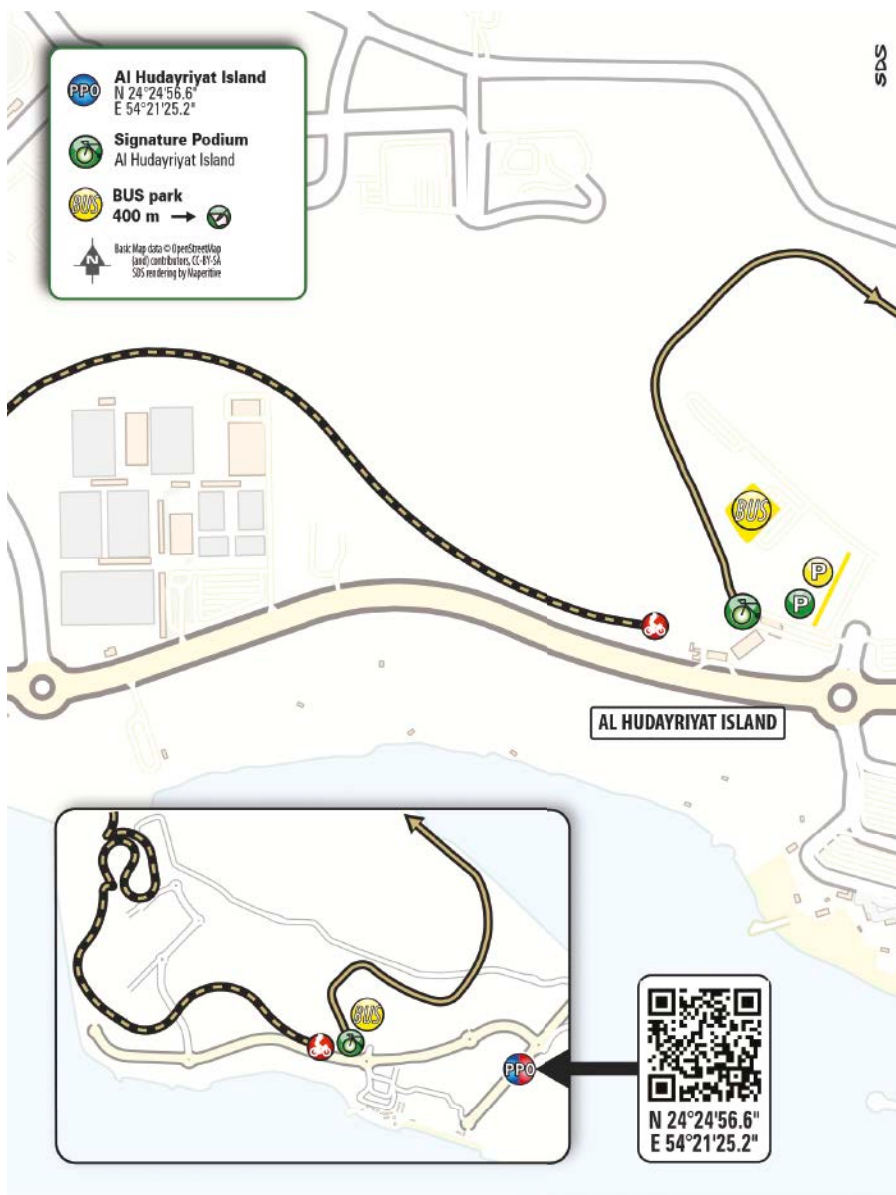 SDS
PPO
Al Hudayriyat Island
N 24°24'56.6"
E 54°21'25.2"
Signature Podium
Al Hudayriyat Island
BUS
BUS park
400 m
N
Basic Map data © OpenStreetMap
(and) contributors, CC-BY-SA
SDS rendering by Maperitive
BUS
P
P
AL HUDAYRIYAT ISLAND
BUS
PPO
N 24°24'56.6"
E 54°21'25.2"